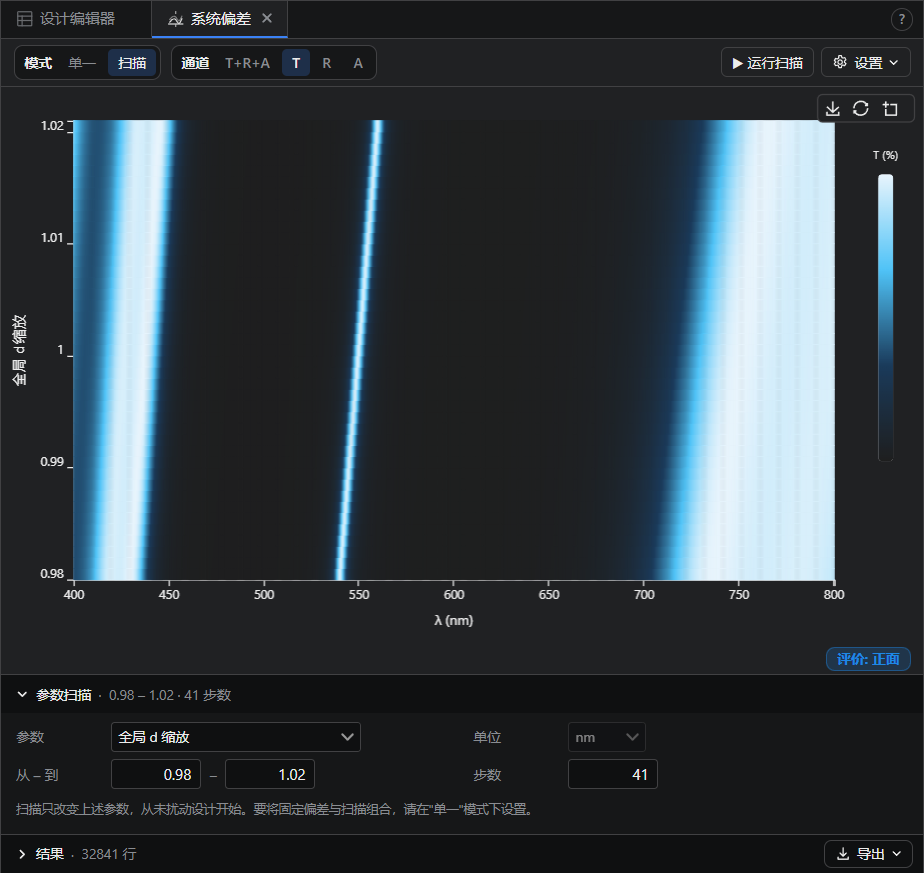 设计编辑器 系统偏差 ?
模式 单一 扫描 通道 T+R+A T R A 运行扫描 设置
T (%)
1.02
1.01
1
0.99
0.98
全局 d 缩放
400 450 500 550 600 650 700 750 800
λ (nm)
评价: 正面
参数扫描 · 0.98 – 1.02 · 41 步数
参数 全局 d 缩放 单位 nm
从 – 到 0.98 – 1.02 步数 41
扫描只改变上述参数，从未扰动设计开始。要将固定偏差与扫描组合，请在"单一"模式下设置。
结果 · 32841 行 导出